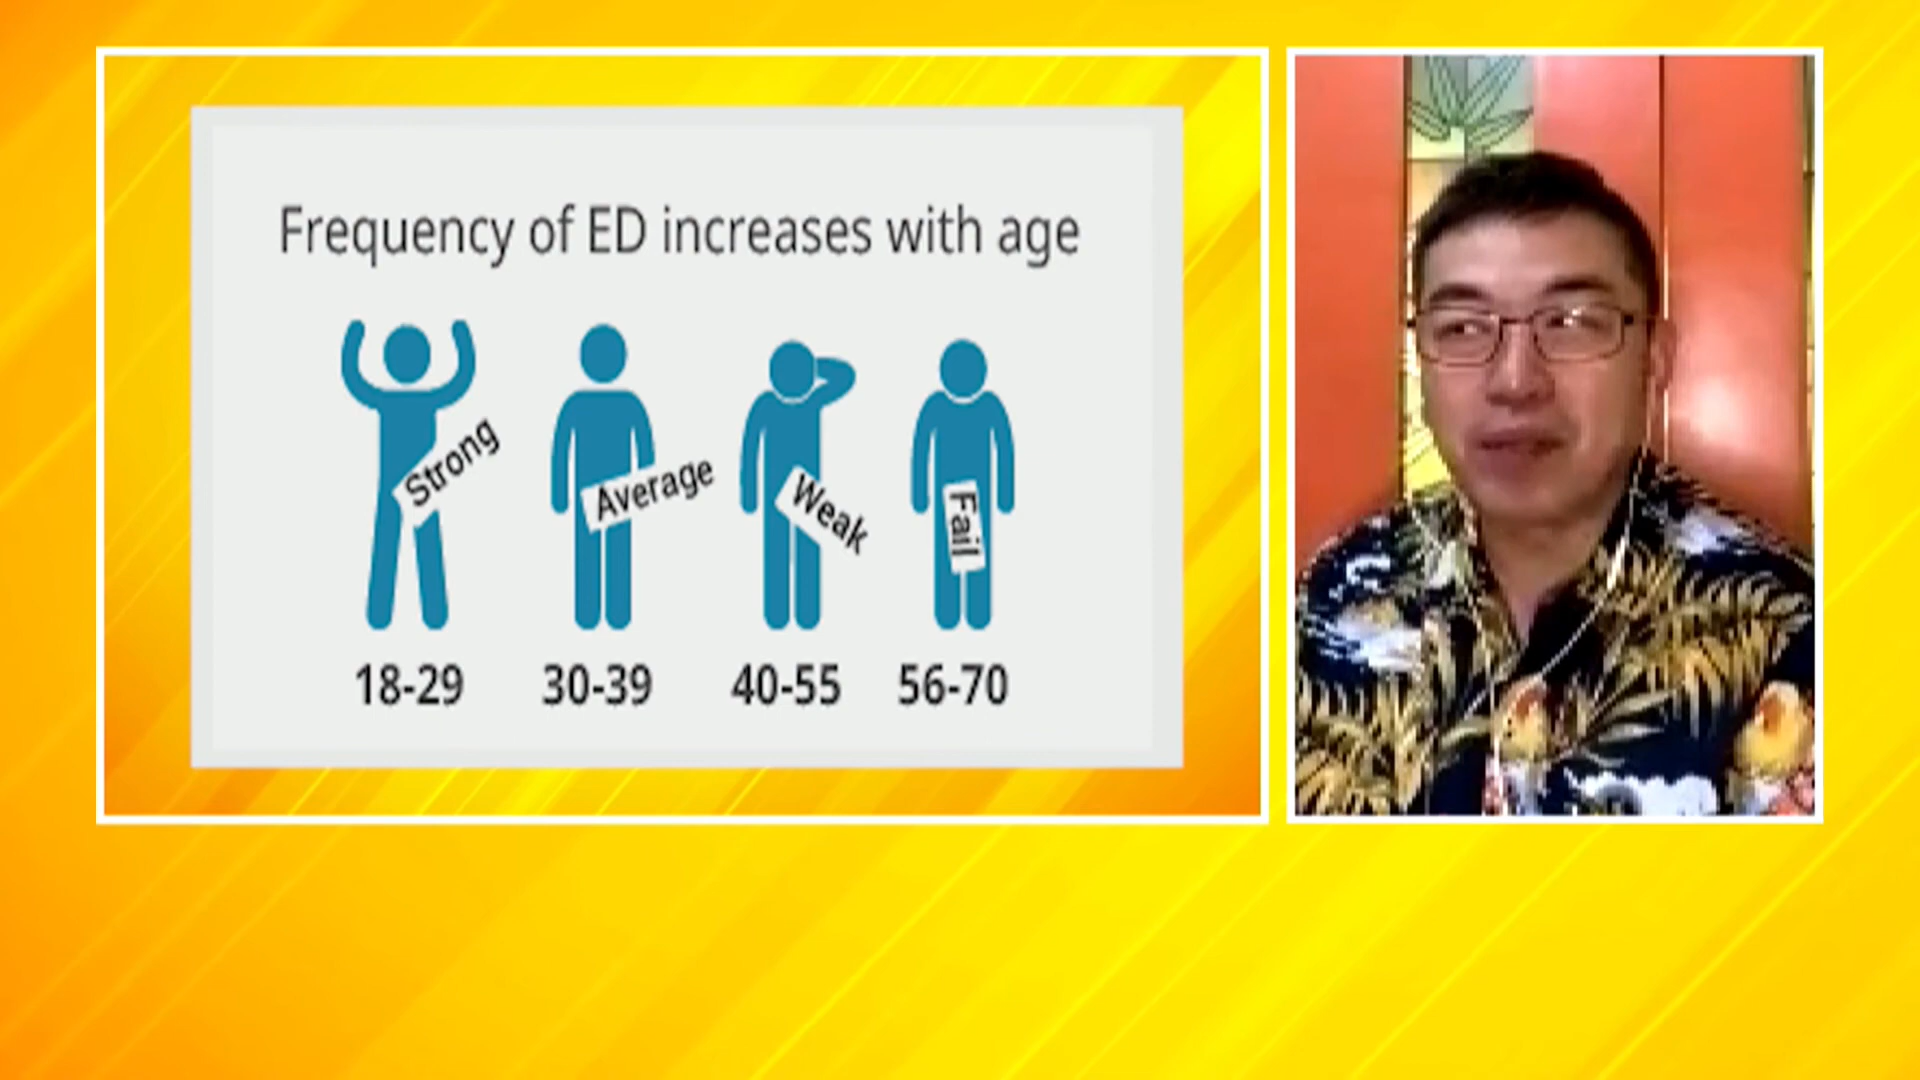 Frequency of ED increases with age
Strong
Average
Weak
Fail
18-29
30-39
40-55
56-70